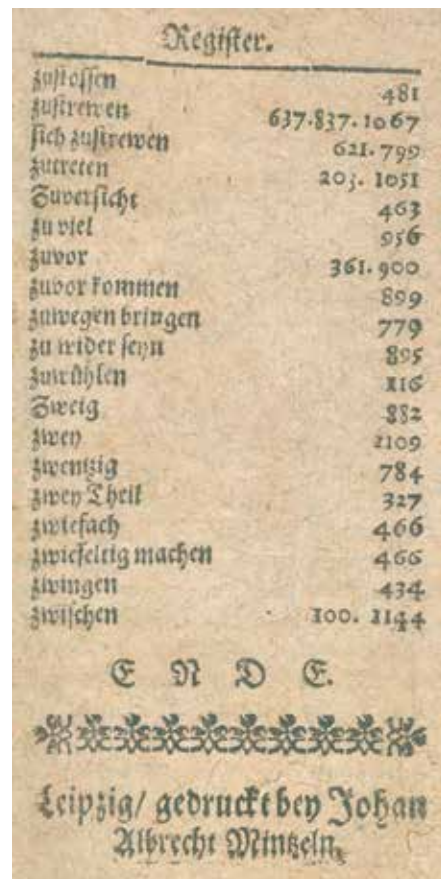 Register.
zustossen 481
zustrewen 637.837.1067
sich zustrewen 621.799
zutreten 203.1051
Zuversicht 463
zu viel 956
zuvor 361.900
zuvor kommen 899
zuwegen bringen 779
zu wider seyn 895
zuwühlen 116
Zweig 882
zwey 1109
zwentzig 784
zwey Theil 327
zwiefach 466
zwiefeltig machen 466
zwingen 434
zwischen 100. 1144
E N D E.
Leipzig/ gedruckt bey Johan
Albrecht Mintzeln.